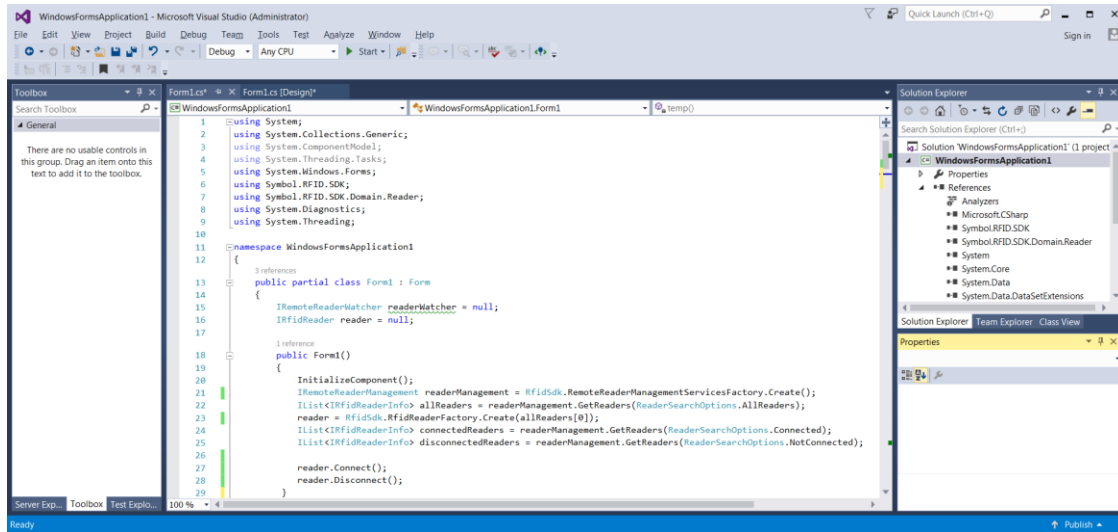 WindowsFormsApplication1 - Microsoft Visual Studio (Administrator)
Quick Launch (Ctrl+Q)
File Edit View Project Build Debug Team Tools Test Analyze Window Help
Sign in
Debug Any CPU Start
Toolbox
Search Toolbox
General
There are no usable controls in
this group. Drag an item onto this
text to add it to the toolbox.
Server Exp... Toolbox Test Explo...
Form1.cs* Form1.cs [Design]*
WindowsFormsApplication1 WindowsFormsApplication1.Form1 temp()
1 using System;
2 using System.Collections.Generic;
3 using System.ComponentModel;
4 using System.Threading.Tasks;
5 using System.Windows.Forms;
6 using Symbol.RFID.SDK;
7 using Symbol.RFID.SDK.Domain.Reader;
8 using System.Diagnostics;
9 using System.Threading;
10
11 namespace WindowsFormsApplication1
12 {
3 references
13 public partial class Form1 : Form
14 {
15 IRemoteReaderWatcher readerWatcher = null;
16 IRfidReader reader = null;
17
1 reference
18 public Form1()
19 {
20 InitializeComponent();
21 IRemoteReaderManagement readerManagement = RfidSdk.RemoteReaderManagementServicesFactory.Create();
22 IList<IRfidReaderInfo> allReaders = readerManagement.GetReaders(ReaderSearchOptions.AllReaders);
23 reader = RfidSdk.RfidReaderFactory.Create(allReaders[0]);
24 IList<IRfidReaderInfo> connectedReaders = readerManagement.GetReaders(ReaderSearchOptions.Connected);
25 IList<IRfidReaderInfo> disconnectedReaders = readerManagement.GetReaders(ReaderSearchOptions.NotConnected);
26
27 reader.Connect();
28 reader.Disconnect();
29 }
100 %
Solution Explorer
Search Solution Explorer (Ctrl+;)
Solution 'WindowsFormsApplication1' (1 project
WindowsFormsApplication1
Properties
References
Analyzers
Microsoft.CSharp
Symbol.RFID.SDK
Symbol.RFID.SDK.Domain.Reader
System
System.Core
System.Data
System.Data.DataSetExtensions
Solution Explorer Team Explorer Class View
Properties
Ready
Publish